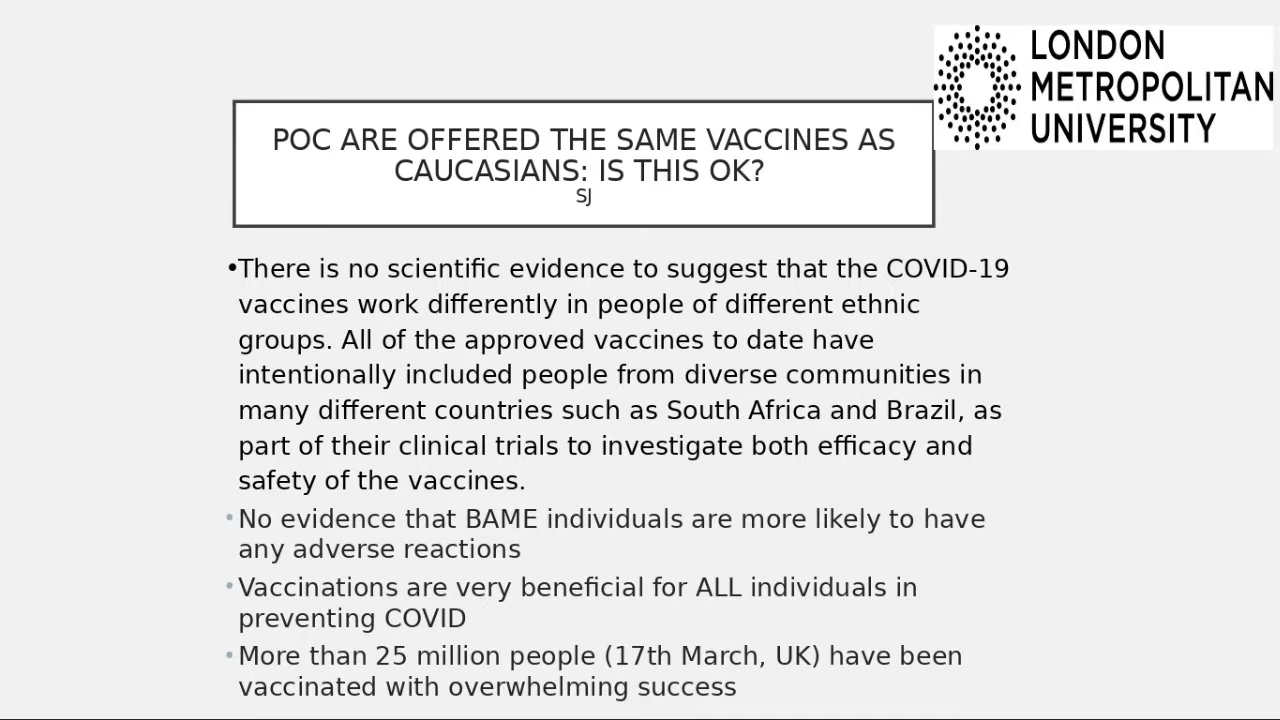 LONDON
METROPOLITAN
UNIVERSITY
POC ARE OFFERED THE SAME VACCINES AS
CAUCASIANS: IS THIS OK?
SJ
•There is no scientific evidence to suggest that the COVID-19
vaccines work differently in people of different ethnic
groups. All of the approved vaccines to date have
intentionally included people from diverse communities in
many different countries such as South Africa and Brazil, as
part of their clinical trials to investigate both efficacy and
safety of the vaccines.
• No evidence that BAME individuals are more likely to have
any adverse reactions
• Vaccinations are very beneficial for ALL individuals in
preventing COVID
• More than 25 million people (17th March, UK) have been
vaccinated with overwhelming success